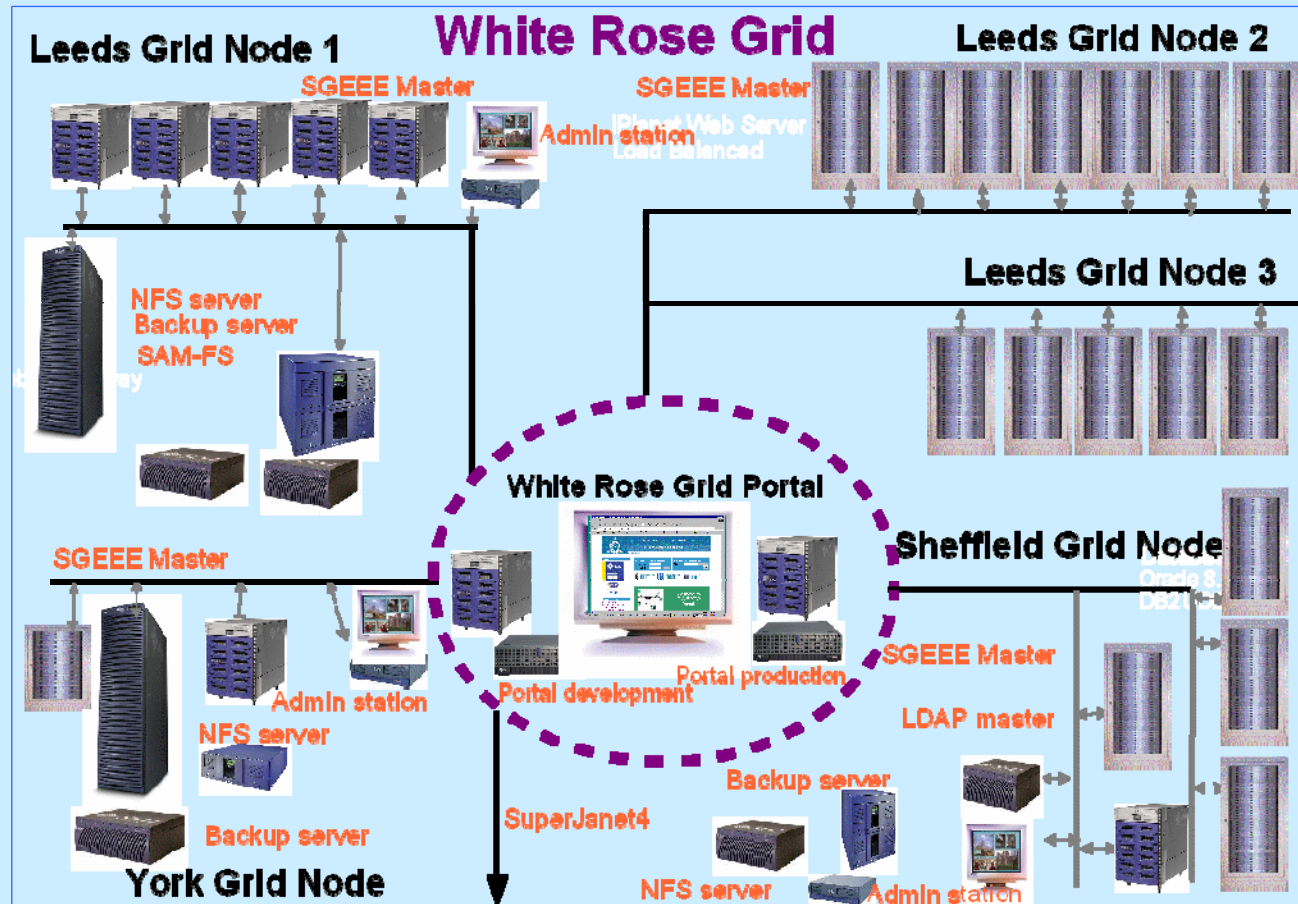 White Rose Grid
Leeds Grid Node 1
SGEEE Master
Admin station
NFS server
Backup server
SAM-FS
Leeds Grid Node 2
SGEEE Master
iPlanet Web Server
Load Balanced
Leeds Grid Node 3
White Rose Grid Portal
Portal development
Portal production
SGEEE Master
Admin station
NFS server
Backup server
York Grid Node
SuperJanet4
Sheffield Grid Node
Oracle 8.
SGEEE Master
LDAP master
Backup server
NFS server
Admin station